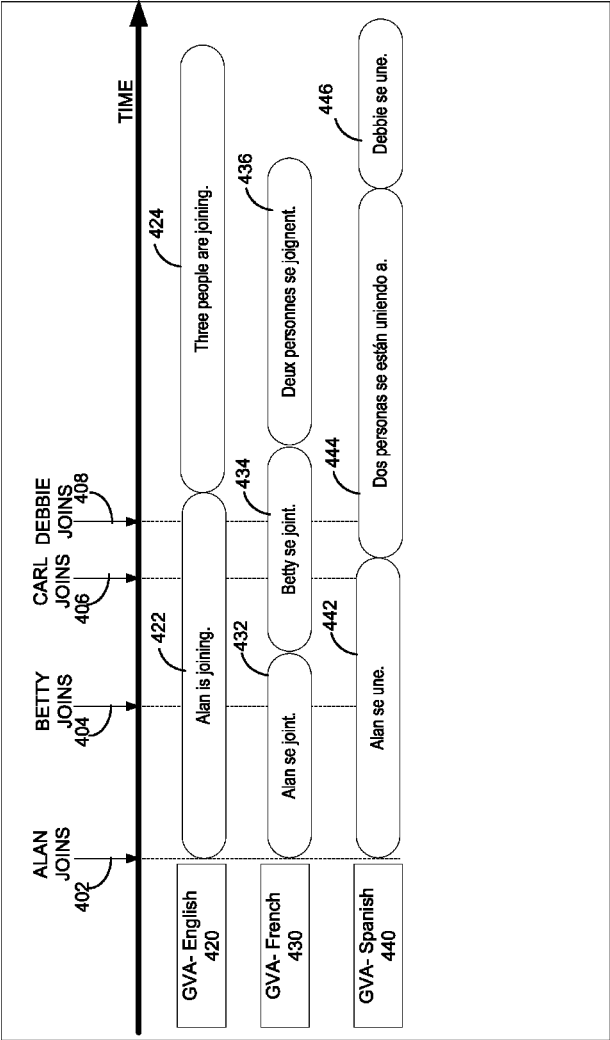 ALAN
JOINS
402
BETTY
JOINS
404
CARL
JOINS
406
DEBBIE
JOINS
408
TIME
GVA- English
420
Alan is joining.
422
Three people are joining.
424
GVA- French
430
Alan se joint.
432
Betty se joint.
434
Deux personnes se joignent.
436
GVA- Spanish
440
Alan se une.
442
Dos personas se están uniendo a.
444
Debbie se une.
446